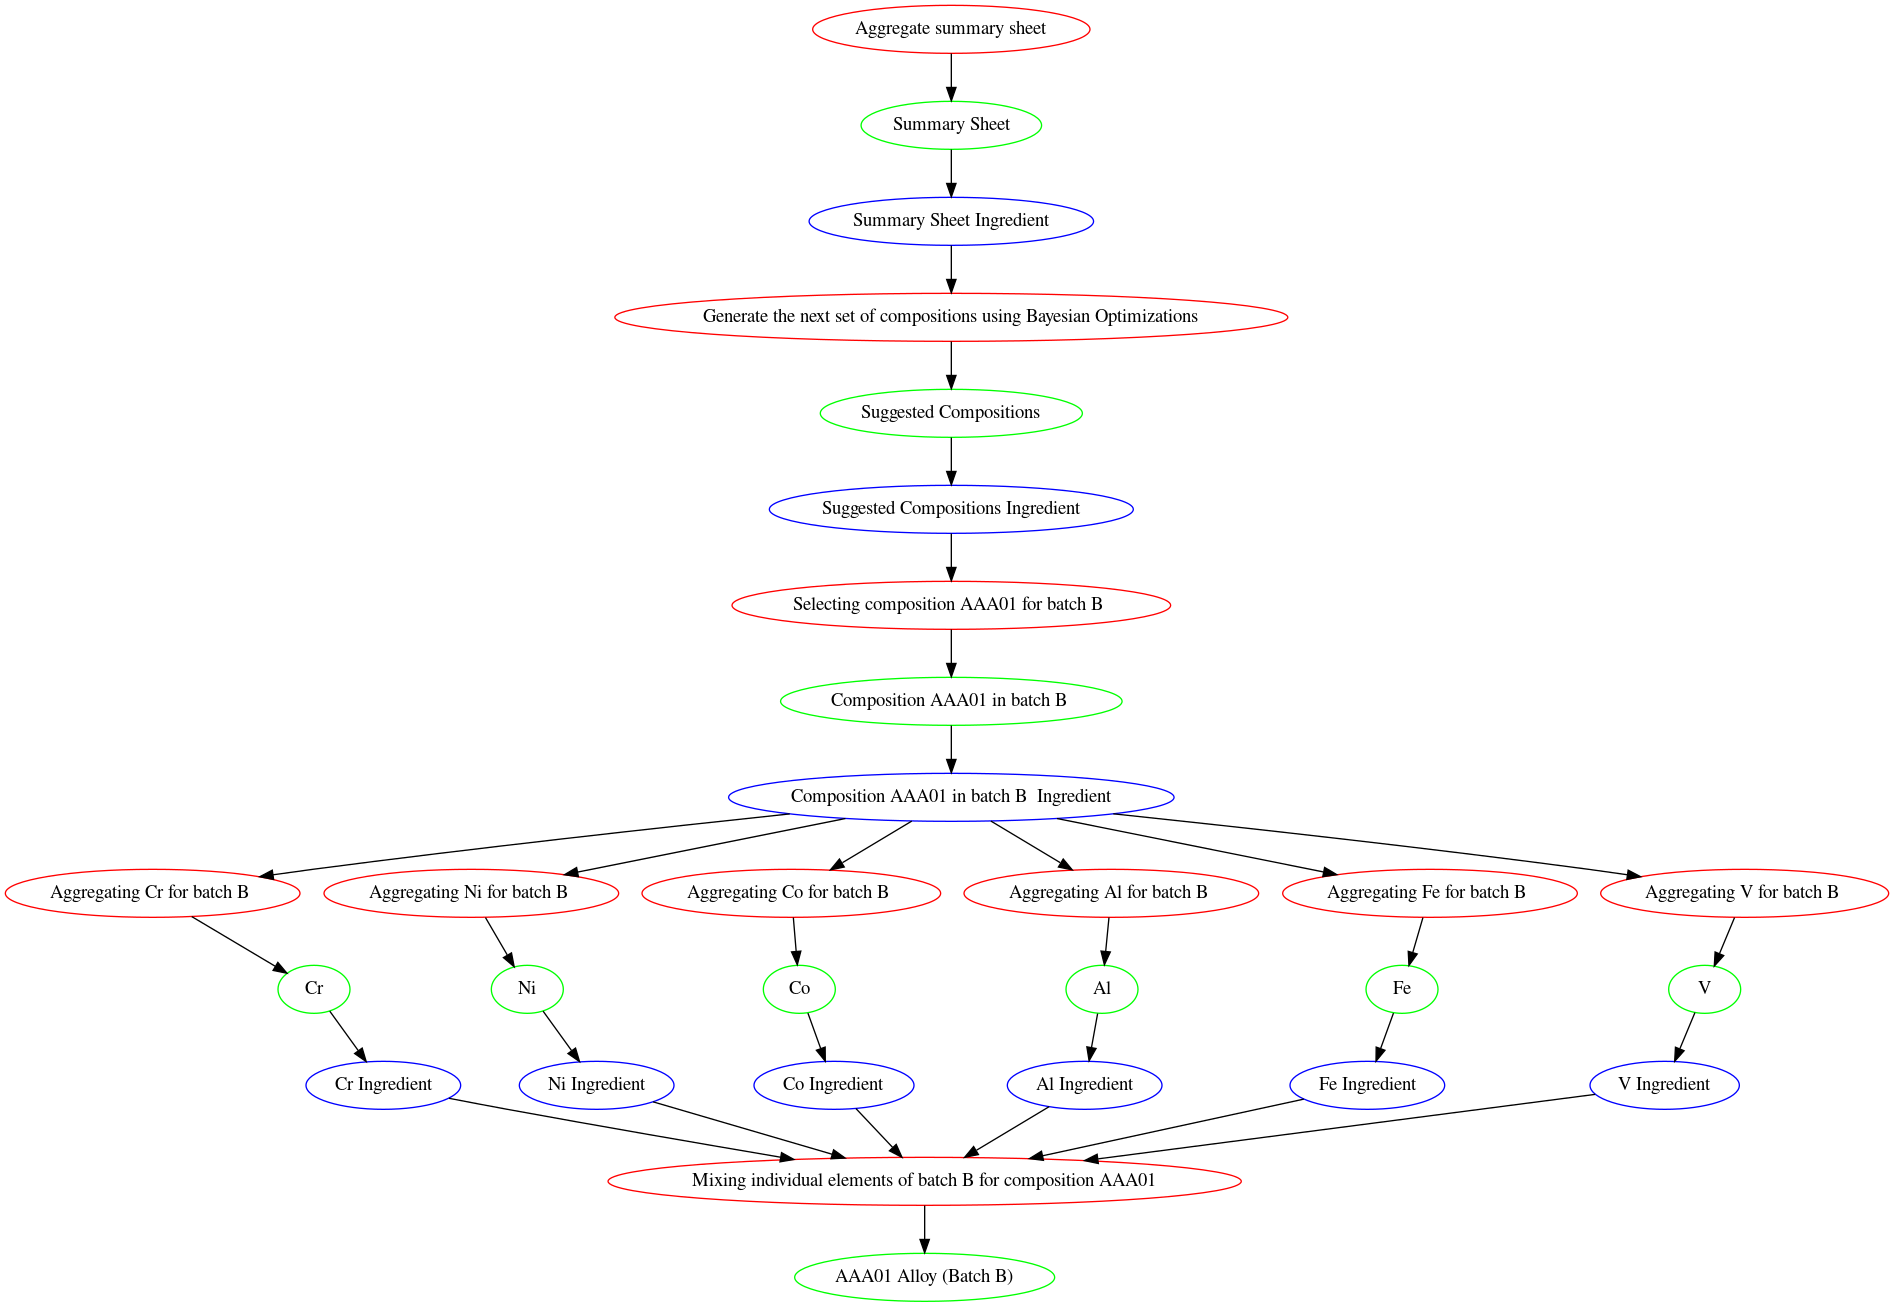 Aggregate summary sheet
Summary Sheet
Summary Sheet Ingredient
Generate the next set of compositions using Bayesian Optimizations
Suggested Compositions
Suggested Compositions Ingredient
Selecting composition AAA01 for batch B
Composition AAA01 in batch B
Composition AAA01 in batch B  Ingredient
Aggregating Cr for batch B
Aggregating Ni for batch B
Aggregating Co for batch B
Aggregating Al for batch B
Aggregating Fe for batch B
Aggregating V for batch B
Cr
Ni
Co
Al
Fe
V
Cr Ingredient
Ni Ingredient
Co Ingredient
Al Ingredient
Fe Ingredient
V Ingredient
Mixing individual elements of batch B for composition AAA01
AAA01 Alloy (Batch B)